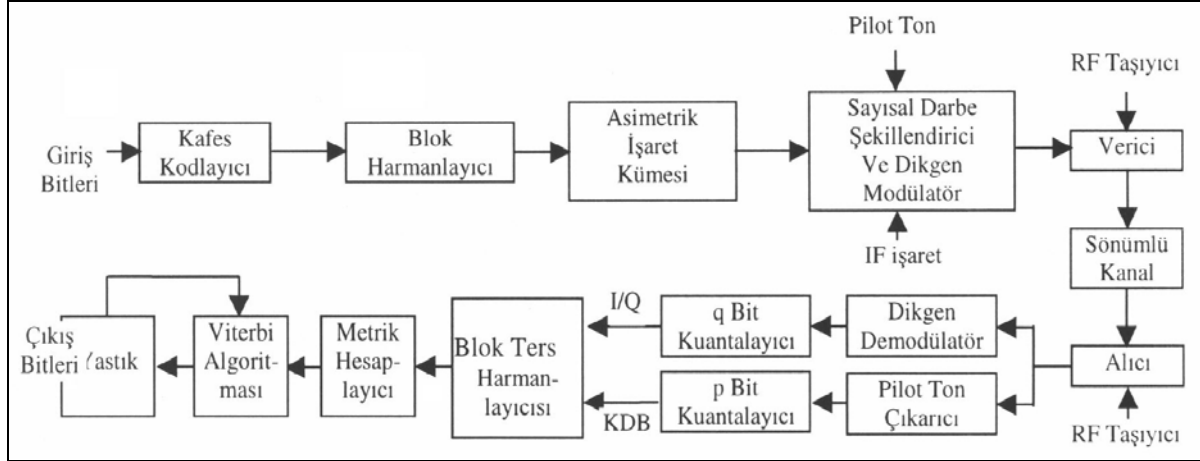 Pilot Ton
RF Taşıyıcı
Giriş
Bitleri
Kafes
Kodlayıcı
Blok
Harmanlayıcı
Asimetrik
İşaret
Kümesi
Sayısal Darbe
Şekillendirici
Ve Dikgen
Modülatör
Verici
IF işaret
Sönümlü
Kanal
Alıcı
RF Taşıyıcı
Dikgen
Demodülatör
Pilot Ton
Çıkarıcı
q Bit
Kuantalayıcı
p Bit
Kuantalayıcı
I/Q
KDB
Blok Ters
Harman-
layıcısı
Metrik
Hesap-
layıcı
Viterbi
Algorit-
ması
Çıkış
Bitleri